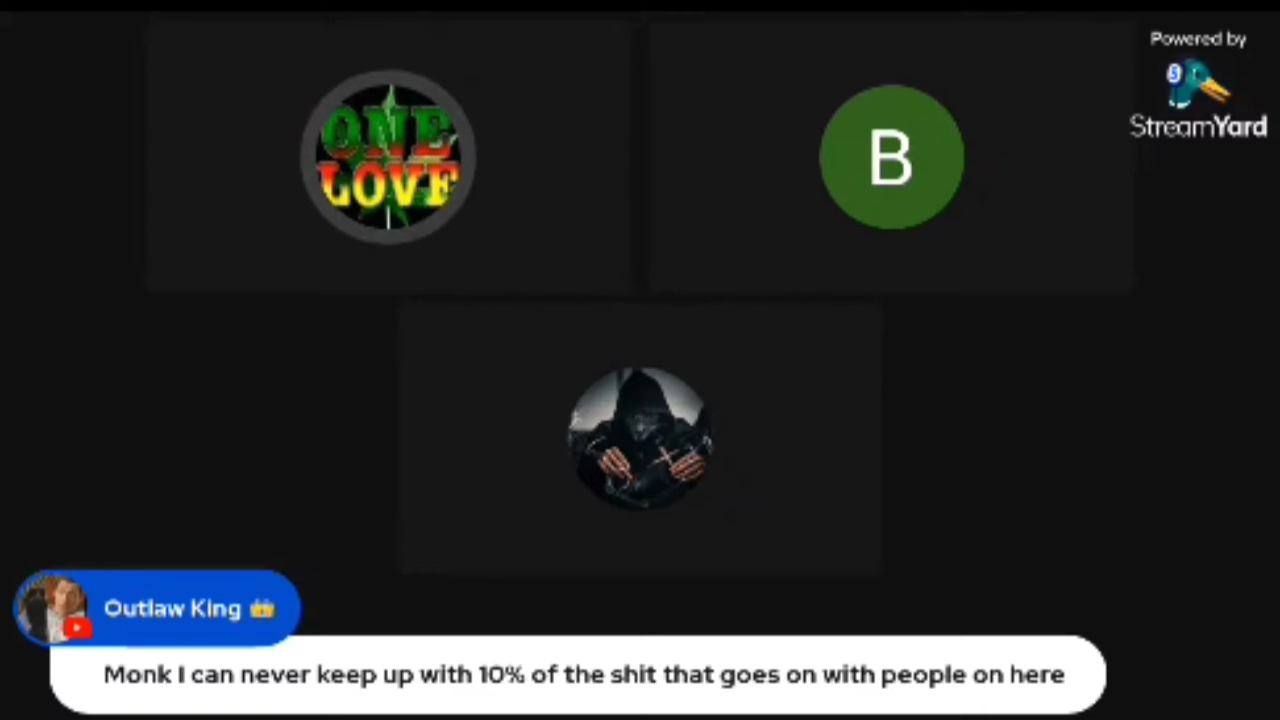 Powered by
StreamYard
ONE
LOVE
B
Outlaw King 👑
Monk I can never keep up with 10% of the shit that goes on with people on here